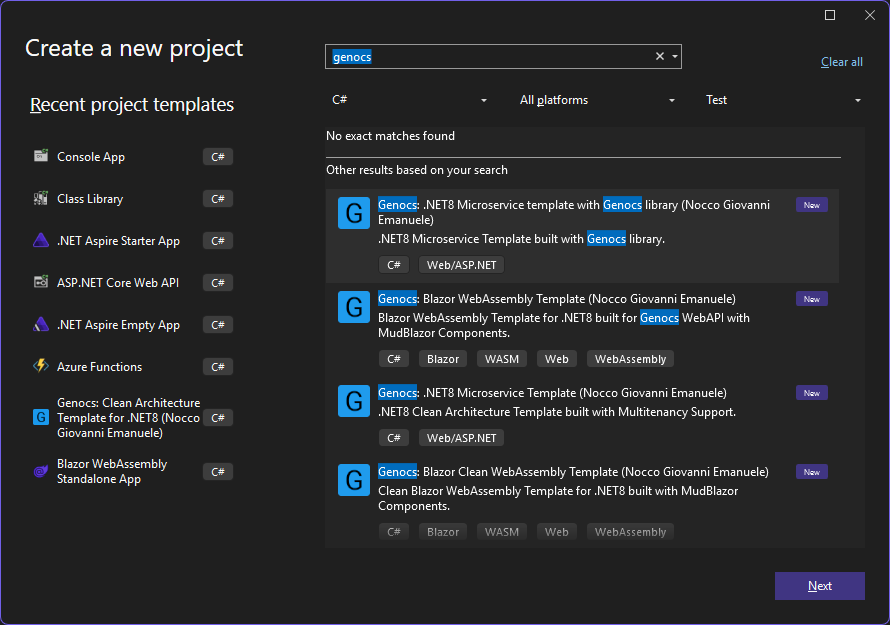 Create a new project
Recent project templates
Console App C#
Class Library C#
.NET Aspire Starter App C#
ASP.NET Core Web API C#
.NET Aspire Empty App C#
Azure Functions C#
G
Genocs: Clean Architecture
Template for .NET8 (Nocco C#
Giovanni Emanuele)
Blazor WebAssembly C#
Standalone App
genocs
Clear all
C# All platforms Test
No exact matches found
Other results based on your search
G
Genocs: .NET8 Microservice template with Genocs library (Nocco Giovanni New
Emanuele)
.NET8 Microservice Template built with Genocs library.
C# Web/ASP.NET
G
Genocs: Blazor WebAssembly Template (Nocco Giovanni Emanuele) New
Blazor WebAssembly Template for .NET8 built for Genocs WebAPI with
MudBlazor Components.
C# Blazor WASM Web WebAssembly
G
Genocs: .NET8 Microservice Template (Nocco Giovanni Emanuele) New
.NET8 Clean Architecture Template built with Multitenancy Support.
C# Web/ASP.NET
G
Genocs: Blazor Clean WebAssembly Template (Nocco Giovanni Emanuele) New
Clean Blazor WebAssembly Template for .NET8 built with MudBlazor
Components.
C# Blazor WASM Web WebAssembly
Next